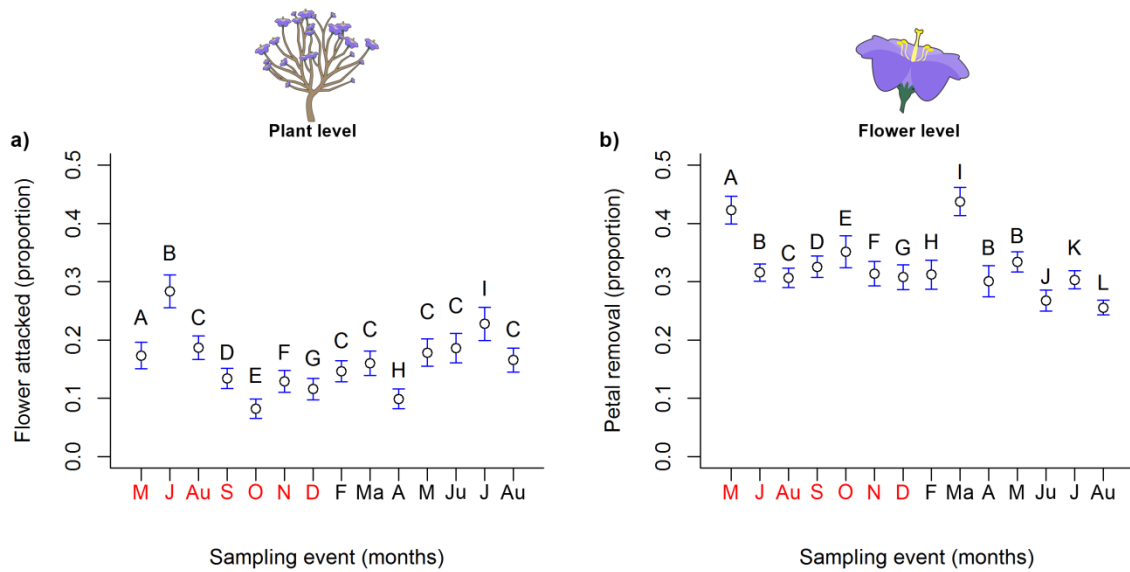 Plant level
a)
Flower attacked (proportion)
0.5
0.4
0.3
0.2
0.1
0.0
A B C D E F G C C H C C I C
M J Au S O N D F Ma A M Ju J Au
Sampling event (months)
Flower level
b)
Petal removal (proportion)
0.5
0.4
0.3
0.2
0.1
0.0
A B C D E F G H I B B J K L
M J Au S O N D F Ma A M Ju J Au
Sampling event (months)